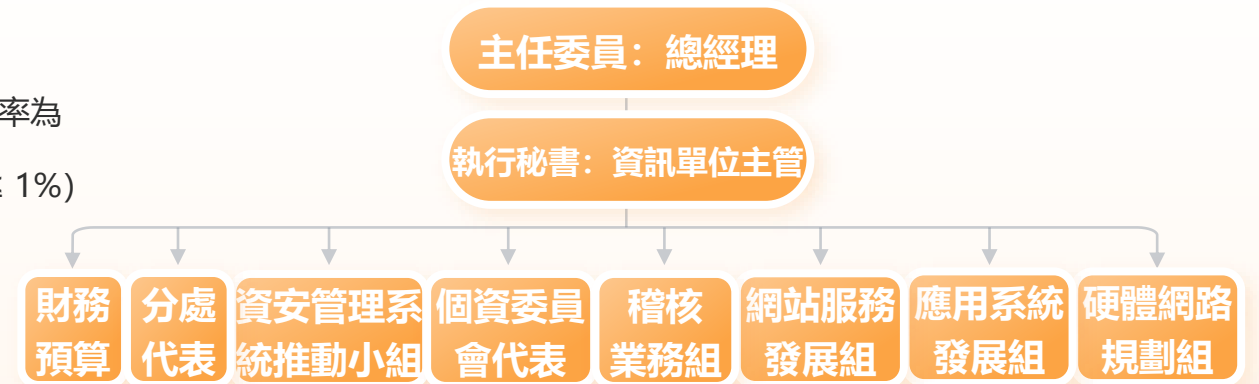 主任委員：總經理
率為
執行秘書：資訊單位主管
1%)
財務
預算
分處
代表
資安管理系
統推動小組
個資委員
會代表
稽核
業務組
網站服務
發展組
應用系統
發展組
硬體網路
規劃組